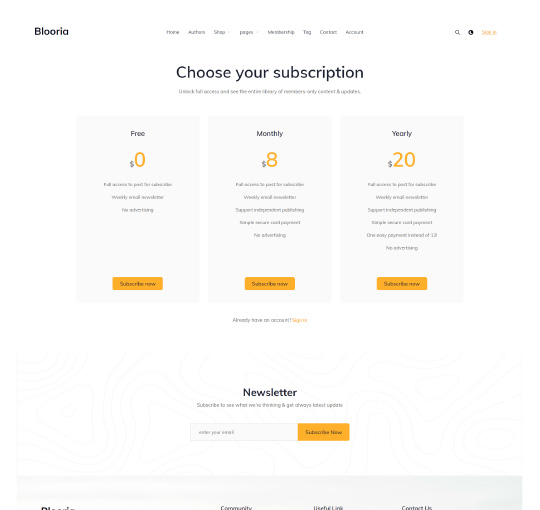 Blooria
Home Authors Shop pages Membership Tag Contact Account
Sign in
Choose your subscription
Unlock full access and see the entire library of members-only content & updates.
Free
$0
Full access to post for subscribe
Weekly email newsletter
No advertising
Subscribe now
Monthly
$8
Full access to post for subscribe
Weekly email newsletter
Support independent publishing
Simple secure card payment
No advertising
Subscribe now
Yearly
$20
Full access to post for subscribe
Weekly email newsletter
Support independent publishing
Simple secure card payment
One easy payment instead of 12!
No advertising
Subscribe now
Already have an account? Sign in
Newsletter
Subscribe to see what we're thinking & get always latest update
enter your email
Subscribe Now
Blooria
Community
Useful Link
Contact Us